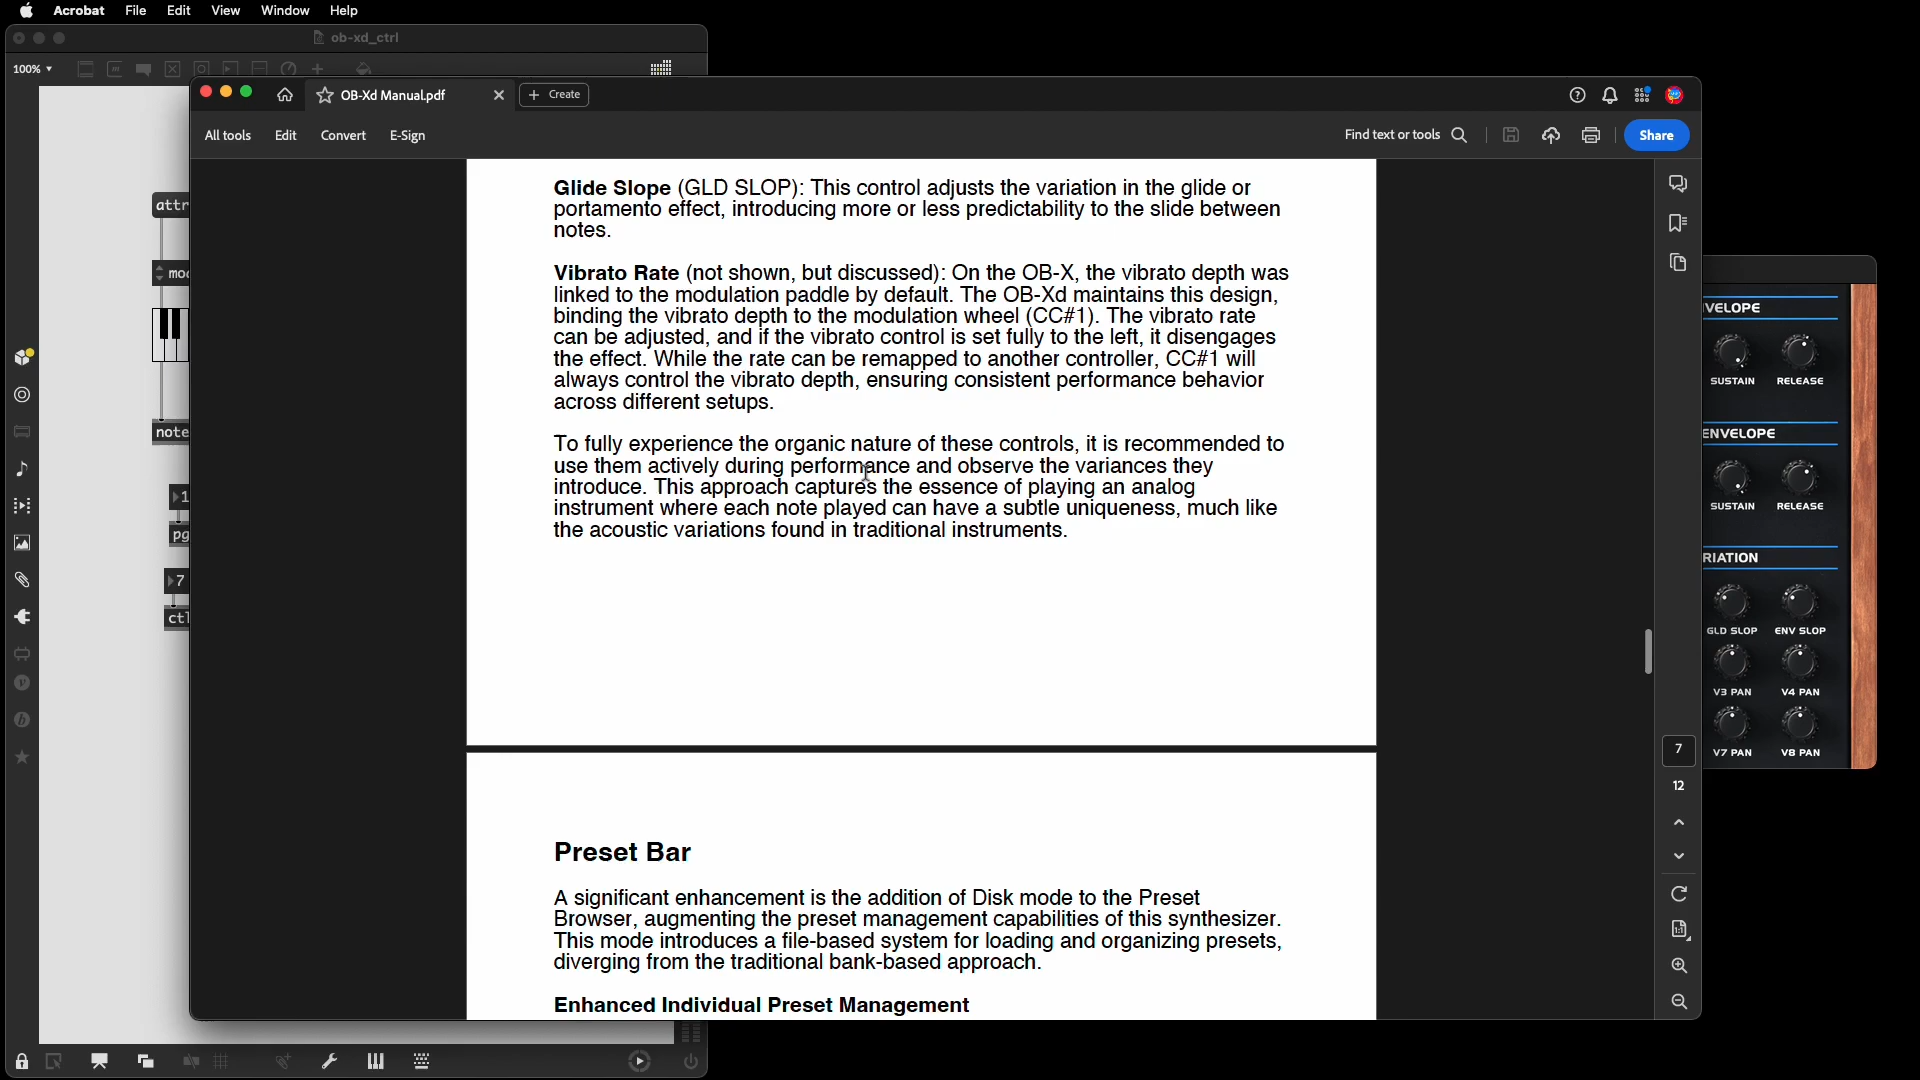 Acrobat File Edit View Window Help
ob-xd_ctrl
100%
OB-Xd Manual.pdf
Create
All tools Edit Convert E-Sign
Find text or tools
Share
attr
Glide Slope (GLD SLOP): This control adjusts the variation in the glide or
portamento effect, introducing more or less predictability to the slide between
notes.
Vibrato Rate (not shown, but discussed): On the OB-X, the vibrato depth was
linked to the modulation paddle by default. The OB-Xd maintains this design,
binding the vibrato depth to the modulation wheel (CC#1). The vibrato rate
can be adjusted, and if the vibrato control is set fully to the left, it disengages
the effect. While the rate can be remapped to another controller, CC#1 will
always control the vibrato depth, ensuring consistent performance behavior
across different setups.
To fully experience the organic nature of these controls, it is recommended to
use them actively during performance and observe the variances they
introduce. This approach captures the essence of playing an analog
instrument where each note played can have a subtle uniqueness, much like
the acoustic variations found in traditional instruments.
Preset Bar
A significant enhancement is the addition of Disk mode to the Preset
Browser, augmenting the preset management capabilities of this synthesizer.
This mode introduces a file-based system for loading and organizing presets,
diverging from the traditional bank-based approach.
Enhanced Individual Preset Management
note
1
pg
7
ctl
7
12
1:1
VELOPE
SUSTAIN RELEASE
ENVELOPE
SUSTAIN RELEASE
RIATION
GLD SLOP ENV SLOP
V3 PAN V4 PAN
V7 PAN V8 PAN